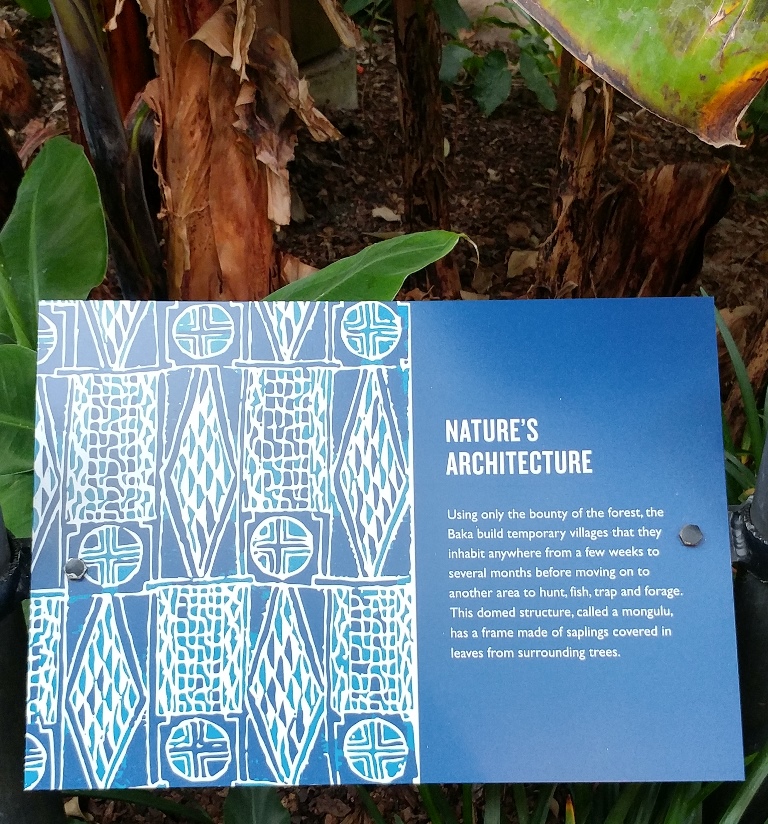 NATURE'S
ARCHITECTURE
Using only the bounty of the forest, the
Baka build temporary villages that they
inhabit anywhere from a few weeks to
several months before moving on to
another area to hunt, fish, trap and forage.
This domed structure, called a mongulu,
has a frame made of saplings covered in
leaves from surrounding trees.